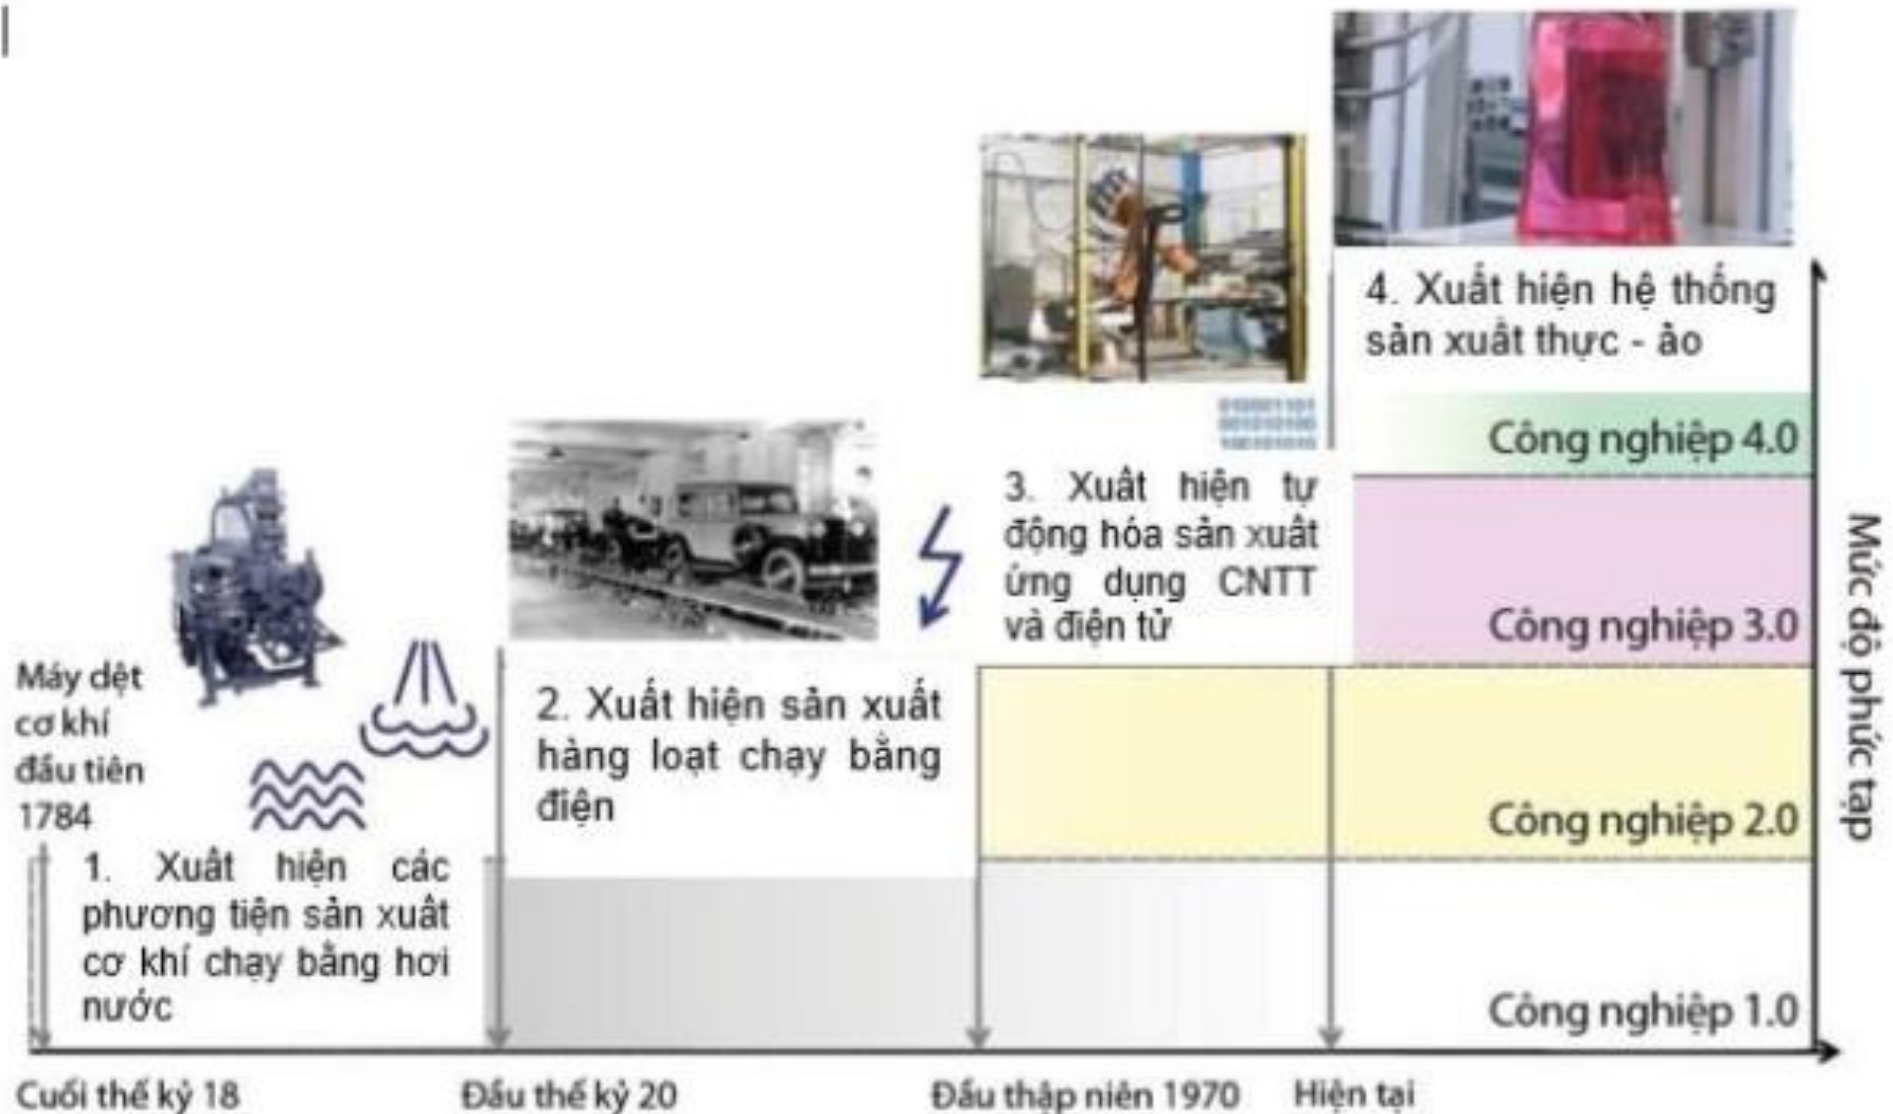 4. Xuất hiện hệ thống
sản xuất thực - ảo
010001101
001010100
100101010
Công nghiệp 4.0
3. Xuất hiện tự
động hóa sản xuất
ứng dụng CNTT
và điện tử
Công nghiệp 3.0
Mức độ phức tạp
Máy dệt
cơ khí
đầu tiên
1784
2. Xuất hiện sản xuất
hàng loạt chạy bằng
điện
Công nghiệp 2.0
1. Xuất hiện các
phương tiện sản xuất
cơ khí chạy bằng hơi
nước
Công nghiệp 1.0
Cuối thế kỷ 18
Đầu thế kỷ 20
Đầu thập niên 1970
Hiện tại